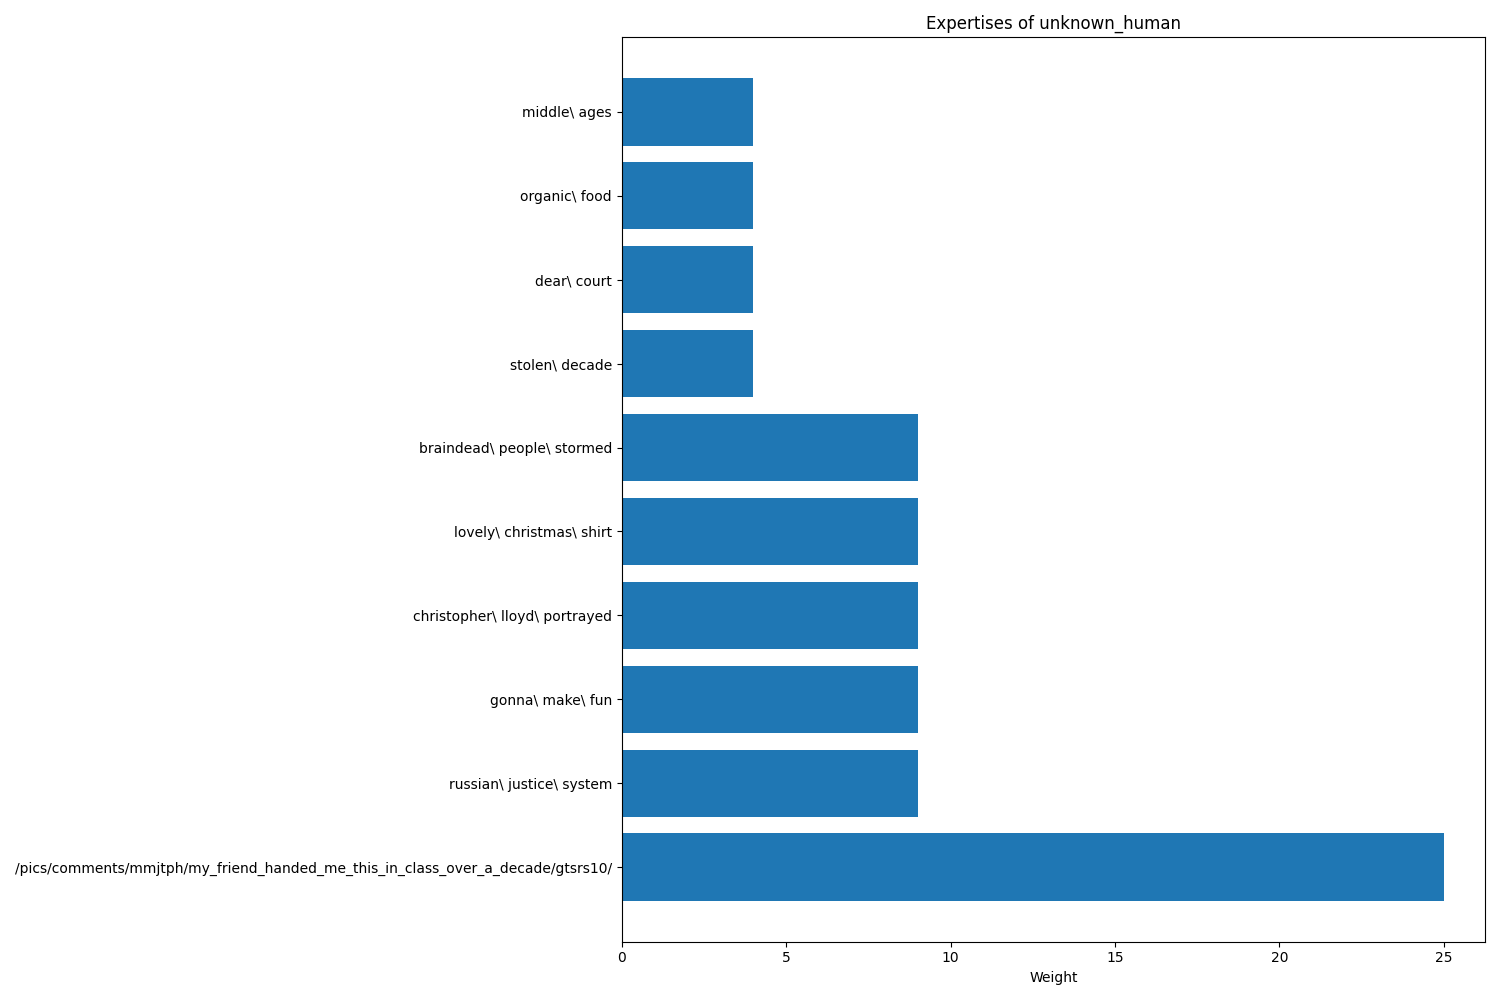 Expertises of unknown_human
middle\ ages
organic\ food
dear\ court
stolen\ decade
braindead\ people\ stormed
lovely\ christmas\ shirt
christopher\ lloyd\ portrayed
gonna\ make\ fun
russian\ justice\ system
/pics/comments/mmjtph/my_friend_handed_me_this_in_class_over_a_decade/gtsrs10/
0 5 10 15 20 25
Weight